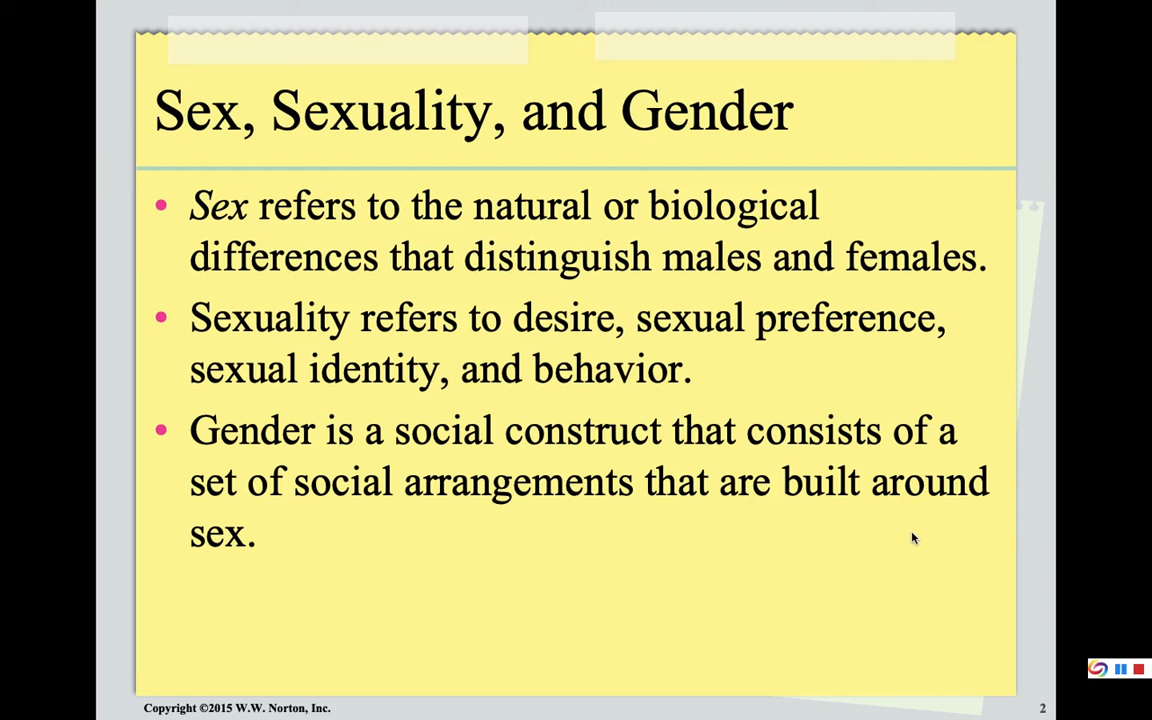 Sex, Sexuality, and Gender
• Sex refers to the natural or biological
differences that distinguish males and females.
• Sexuality refers to desire, sexual preference,
sexual identity, and behavior.
• Gender is a social construct that consists of a
set of social arrangements that are built around
sex.
Copyright ©2015 W.W. Norton, Inc.
2